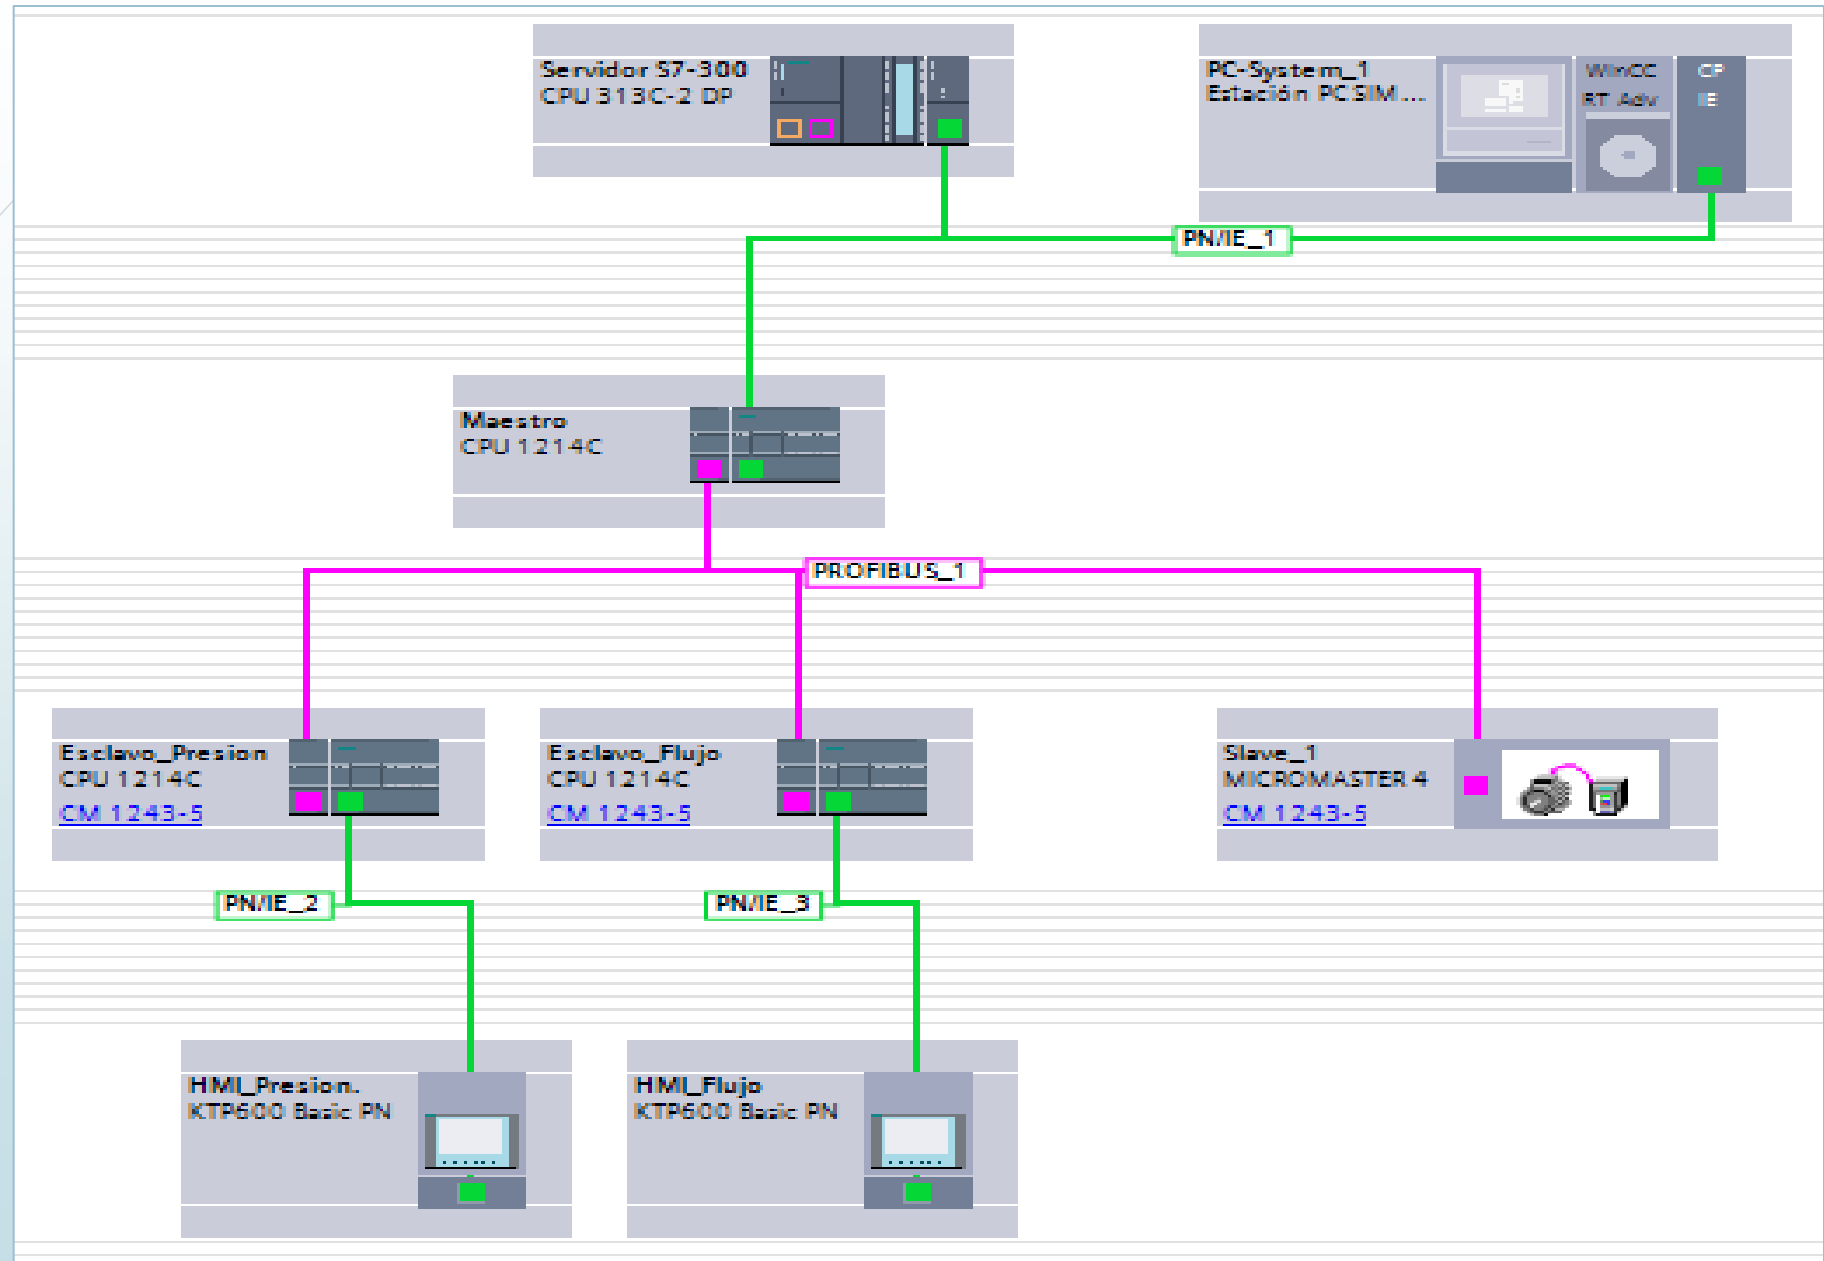 Servidor S7-300
CPU 313C-2 DP
PC-System_1
Estación PC SIM....
WinCC
RT Adv
CP
IE
PN/IE_1
Maestro
CPU 1214C
PROFIBUS_1
Esclavo_Presion
CPU 1214C
CM 1243-5
Esclavo_Flujo
CPU 1214C
CM 1243-5
Slave_1
MICROMASTER 4
CM 1243-5
PN/IE_2
PN/IE_3
HMI_Presion.
KTP600 Basic PN
HMI_Flujo
KTP600 Basic PN